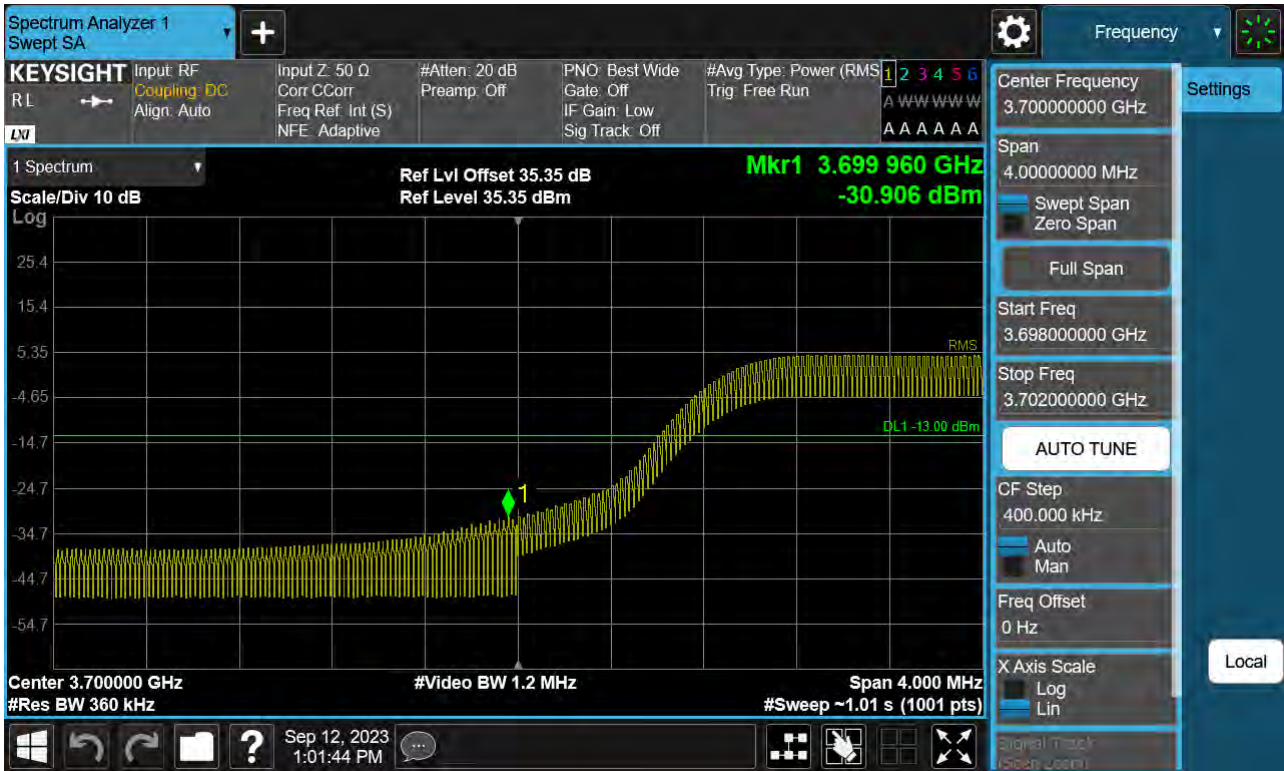 Spectrum Analyzer 1
Swept SA
+
Frequency
KEYSIGHT
RL
LXI
Input: RF
Coupling: DC
Align: Auto
Input Z: 50 Ω
Corr CCorr
Freq Ref: Int (S)
NFE: Adaptive
#Atten: 20 dB
Preamp: Off
PNO: Best Wide
Gate: Off
IF Gain: Low
Sig Track: Off
#Avg Type: Power (RMS
Trig: Free Run
1 2 3 4 5 6
A W W W W W
A A A A A A
1 Spectrum
Scale/Div 10 dB
Log
Ref Lvl Offset 35.35 dB
Ref Level 35.35 dBm
Mkr1 3.699 960 GHz
-30.906 dBm
25.4
15.4
5.35
-4.65
-14.7
-24.7
-34.7
-44.7
-54.7
RMS
DL1 -13.00 dBm
1
Center 3.700000 GHz
#Res BW 360 kHz
#Video BW 1.2 MHz
Span 4.000 MHz
#Sweep ~1.01 s (1001 pts)
?
Sep 12, 2023
1:01:44 PM
Center Frequency
3.700000000 GHz
Span
4.00000000 MHz
Swept Span
Zero Span
Full Span
Start Freq
3.698000000 GHz
Stop Freq
3.702000000 GHz
AUTO TUNE
CF Step
400.000 kHz
Auto
Man
Freq Offset
0 Hz
X Axis Scale
Log
Lin
Signal Track
(Span Zoom)
Settings
Local